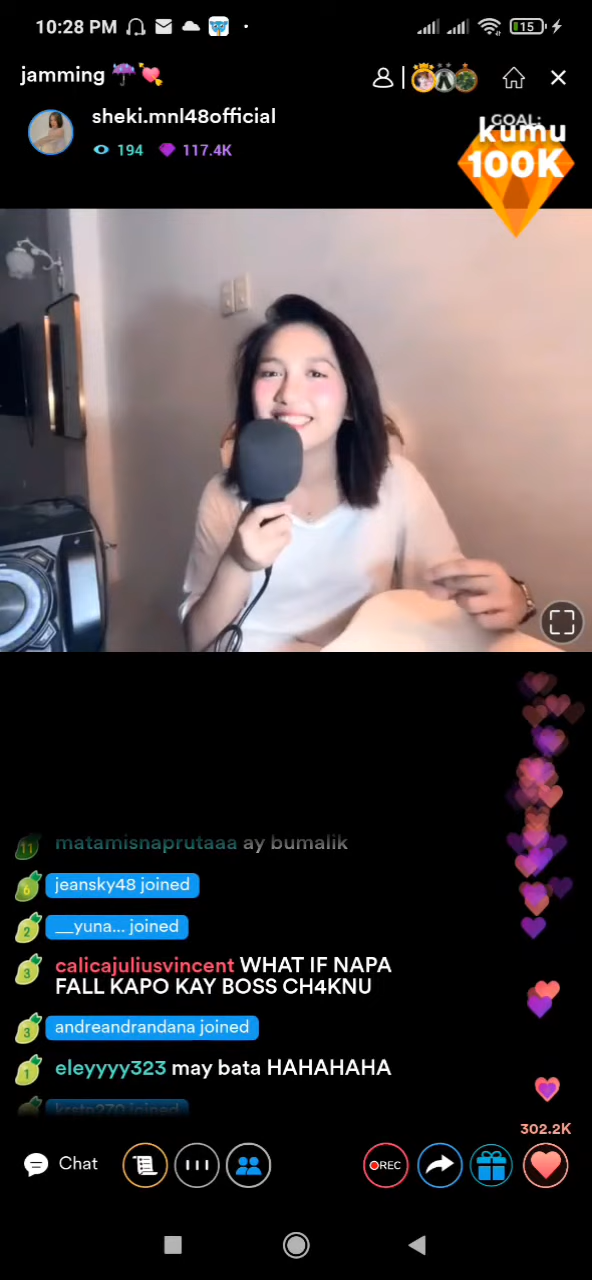 10:28 PM
15
jamming
sheki.mnl48official
194 117.4K
GOAL:
kumu
100K
11 matamisnaprutaaa ay bumalik
6 jeansky48 joined
2 __yuna... joined
3 calicajuliusvincent WHAT IF NAPA
FALL KAPO KAY BOSS CH4KNU
3 andreandrandana joined
1 eleyyyy323 may bata HAHAHAHA
krstn270 joined
302.2K
Chat
REC